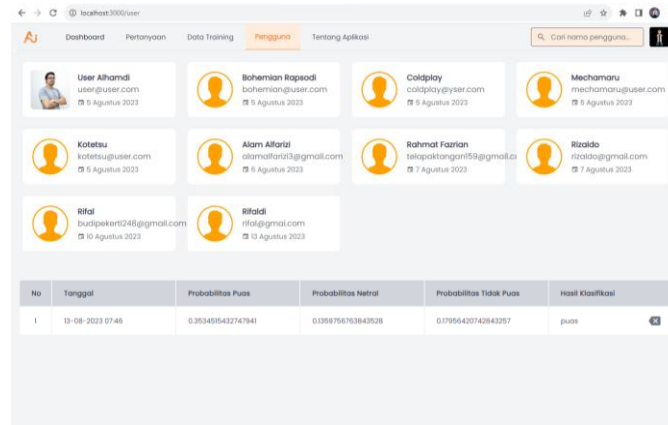 localhost:3000/user
AJ
Dashboard Pertanyaan Data Training Pengguna Tentang Aplikasi
Cari nama pengguna...
User Alhamdi
user@user.com
5 Agustus 2023
Bohemian Rapsodi
bohemian@user.com
5 Agustus 2023
Coldplay
coldplay@yser.com
5 Agustus 2023
Mechamaru
mechamaru@user.com
5 Agustus 2023
Kotetsu
kotetsu@user.com
5 Agustus 2023
Alam Alfarizi
alamalfarizi3@gmail.com
6 Agustus 2023
Rahmat Fazrian
telapaktangan159@gmail.co
7 Agustus 2023
Rizaldo
rizaldo@gmail.com
7 Agustus 2023
Rifal
budipekerti248@gmail.com
10 Agustus 2023
Rifaldi
rifal@gmai.com
13 Agustus 2023
No Tanggal Probabilitas Puas Probabilitas Netral Probabilitas Tidak Puas Hasil Klasifikasi
1 13-08-2023 07:46 0.3534515432747941 0.1359756763843528 0.17956420742843257 puas